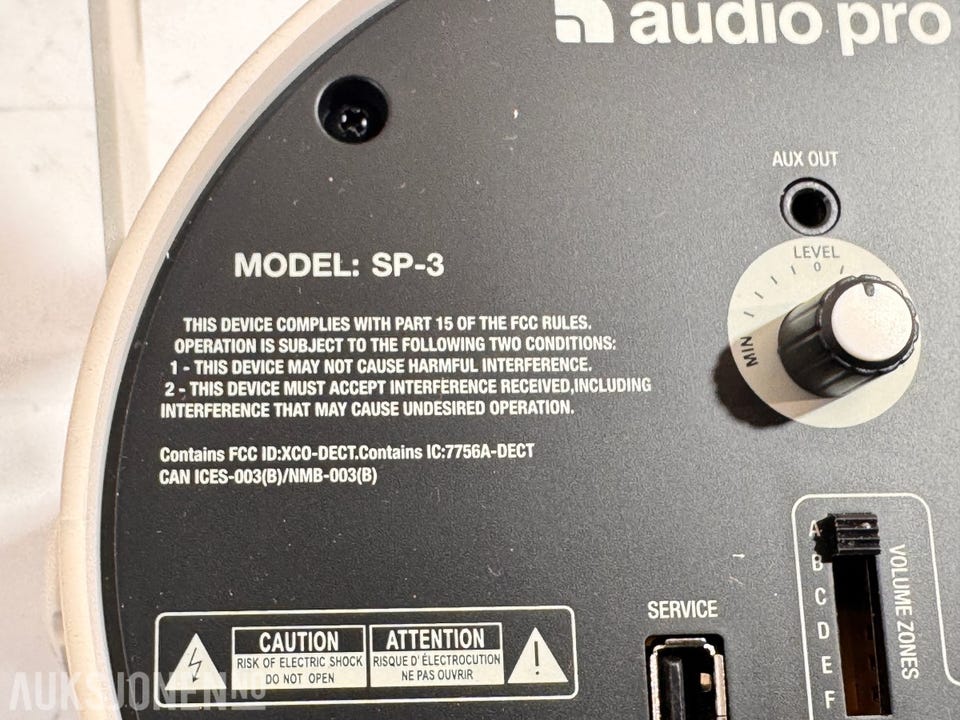 audio pro
AUX OUT
LEVEL
0
MIN
MODEL: SP-3
THIS DEVICE COMPLIES WITH PART 15 OF THE FCC RULES.
OPERATION IS SUBJECT TO THE FOLLOWING TWO CONDITIONS:
1 - THIS DEVICE MAY NOT CAUSE HARMFUL INTERFERENCE.
2 - THIS DEVICE MUST ACCEPT INTERFERENCE RECEIVED,INCLUDING
INTERFERENCE THAT MAY CAUSE UNDESIRED OPERATION.
Contains FCC ID:XCO-DECT.Contains IC:7756A-DECT
CAN ICES-003(B)/NMB-003(B)
A
B
C
D
E
F
VOLUME ZONES
SERVICE
CAUTION
RISK OF ELECTRIC SHOCK
DO NOT OPEN
ATTENTION
RISQUE D'ÉLECTROCUTION
NE PAS OUVRIR
AUKSJONEN.NO